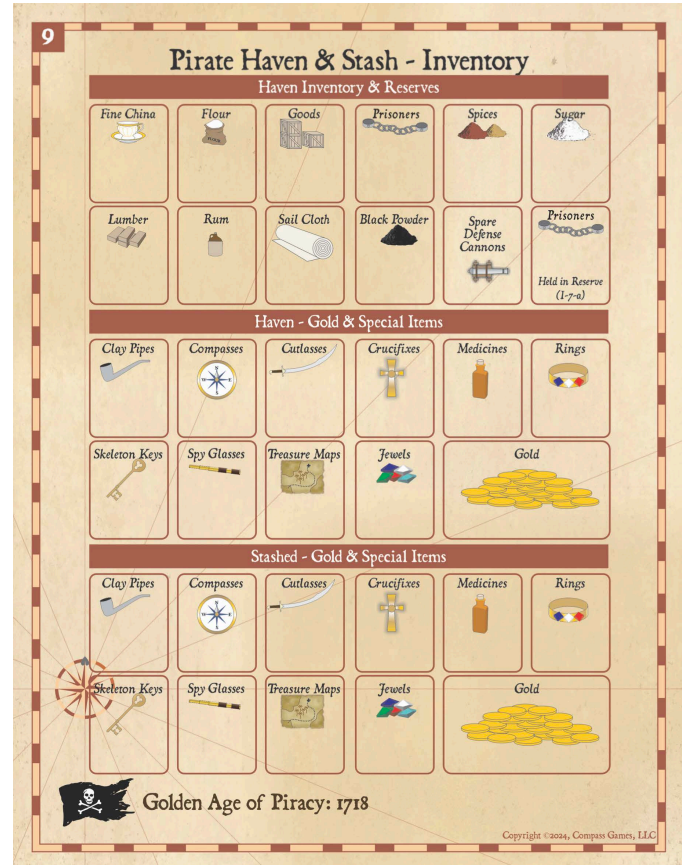 9
Pirate Haven & Stash - Inventory
Haven Inventory & Reserves
Fine China
Flour
Goods
Prisoners
Spices
Sugar
Lumber
Rum
Sail Cloth
Black Powder
Spare
Defense
Cannons
Prisoners
Held in Reserve
(1-7-a)
Haven - Gold & Special Items
Clay Pipes
Compasses
Cutlasses
Crucifixes
Medicines
Rings
Skeleton Keys
Spy Glasses
Treasure Maps
Jewels
Gold
Stashed - Gold & Special Items
Clay Pipes
Compasses
Cutlasses
Crucifixes
Medicines
Rings
Skeleton Keys
Spy Glasses
Treasure Maps
Jewels
Gold
Golden Age of Piracy: 1718
Copyright ©2024, Compass Games, LLC